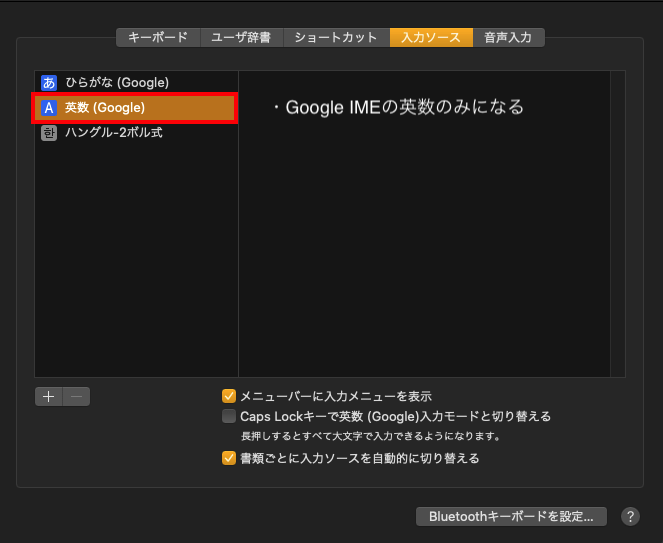 キーボード ユーザ辞書 ショートカット 入力ソース 音声入力
あ ひらがな (Google)
A 英数 (Google)
한 ハングル-2ボル式
・Google IMEの英数のみになる
+ −
メニューバーに入力メニューを表示
Caps Lockキーで英数 (Google)入力モードと切り替える
長押しするとすべて大文字で入力できるようになります。
書類ごとに入力ソースを自動的に切り替える
Bluetoothキーボードを設定... ?